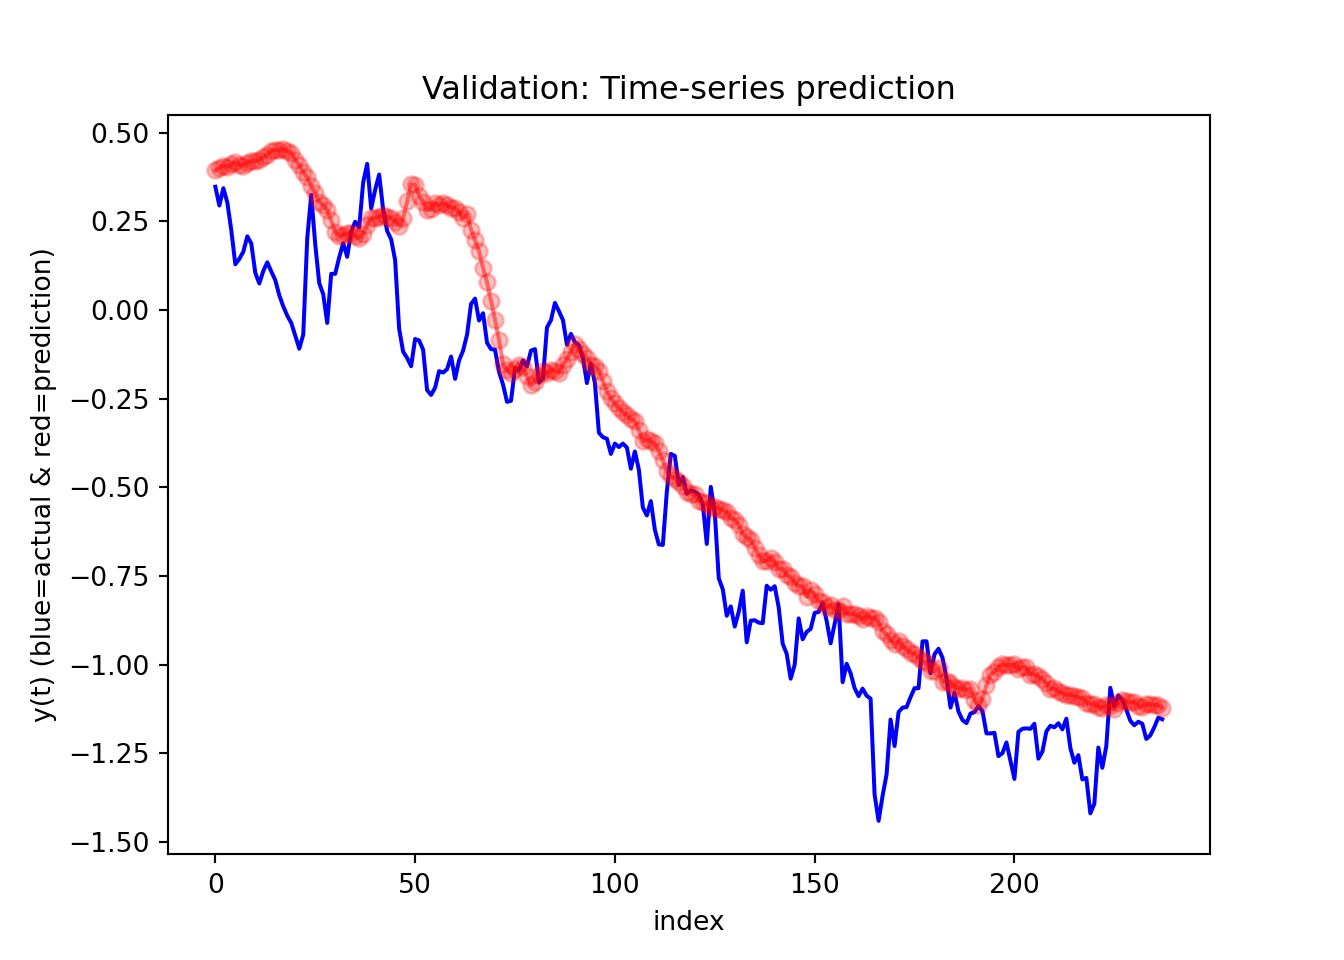 Validation: Time-series prediction
y(t) (blue=actual & red=prediction)
0.50
0.25
0.00
−0.25
−0.50
−0.75
−1.00
−1.25
−1.50
0 50 100 150 200
index